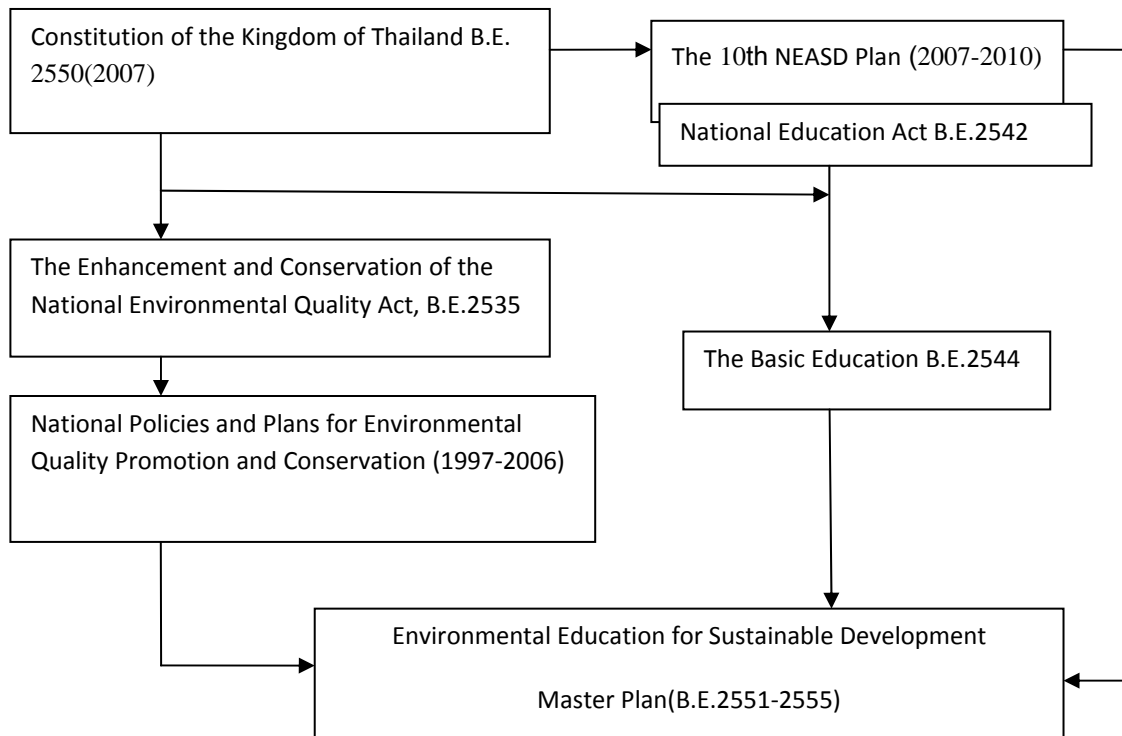 Constitution of the Kingdom of Thailand B.E.
2550(2007)
The 10th NEASD Plan (2007-2010)
National Education Act B.E.2542
The Enhancement and Conservation of the
National Environmental Quality Act, B.E.2535
The Basic Education B.E.2544
National Policies and Plans for Environmental
Quality Promotion and Conservation (1997-2006)
Environmental Education for Sustainable Development
Master Plan(B.E.2551-2555)